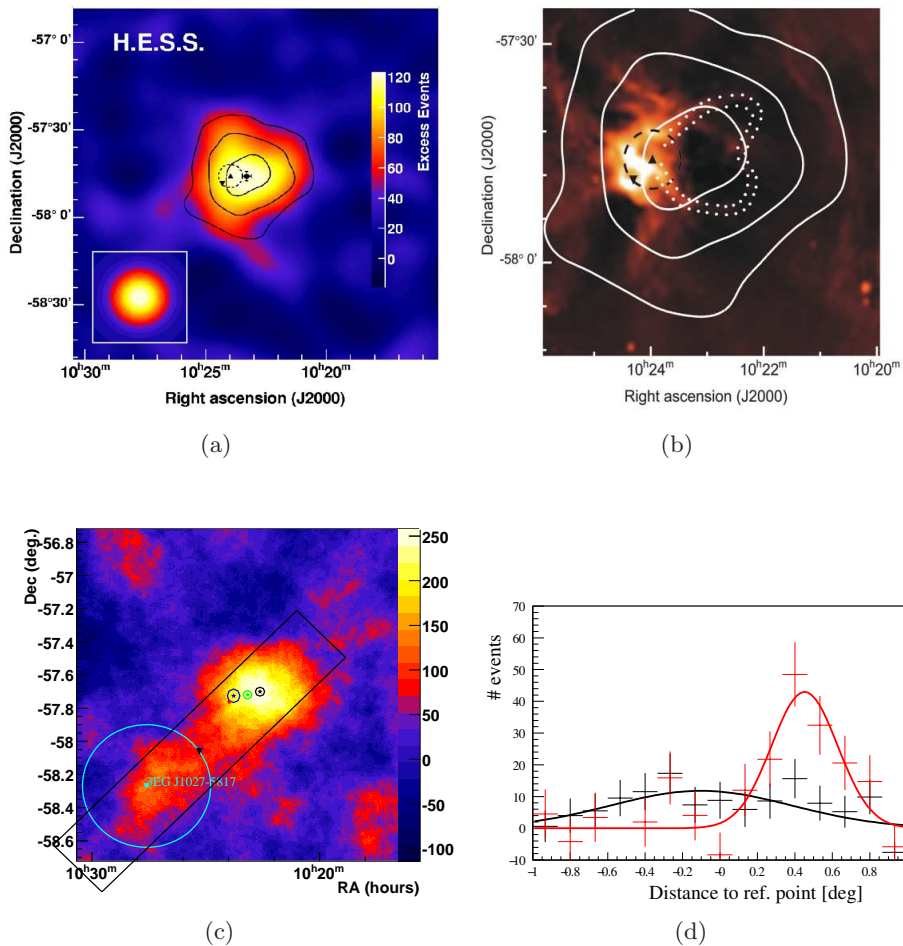 H.E.S.S.
-57° 0'
-57°30'
-58° 0'
-58°30'
Declination (J2000)
120
100
80
60
40
20
0
Excess Events
10h30m
10h25m
10h20m
Right ascension (J2000)
(a)
-57°30'
-58° 0'
Declination (J2000)
10h24m
10h22m
10h20m
Right ascension (J2000)
(b)
Dec (deg.)
-56.8
-57
-57.2
-57.4
-57.6
-57.8
-58
-58.2
-58.4
-58.6
250
200
150
100
50
0
-50
-100
3EG J1027-5817
10h30m
10h20m
RA (hours)
(c)
# events
70
60
50
40
30
20
10
0
-10
-1
-0.8
-0.6
-0.4
-0.2
-0
0.2
0.4
0.6
0.8
Distance to ref. point [deg]
(d)